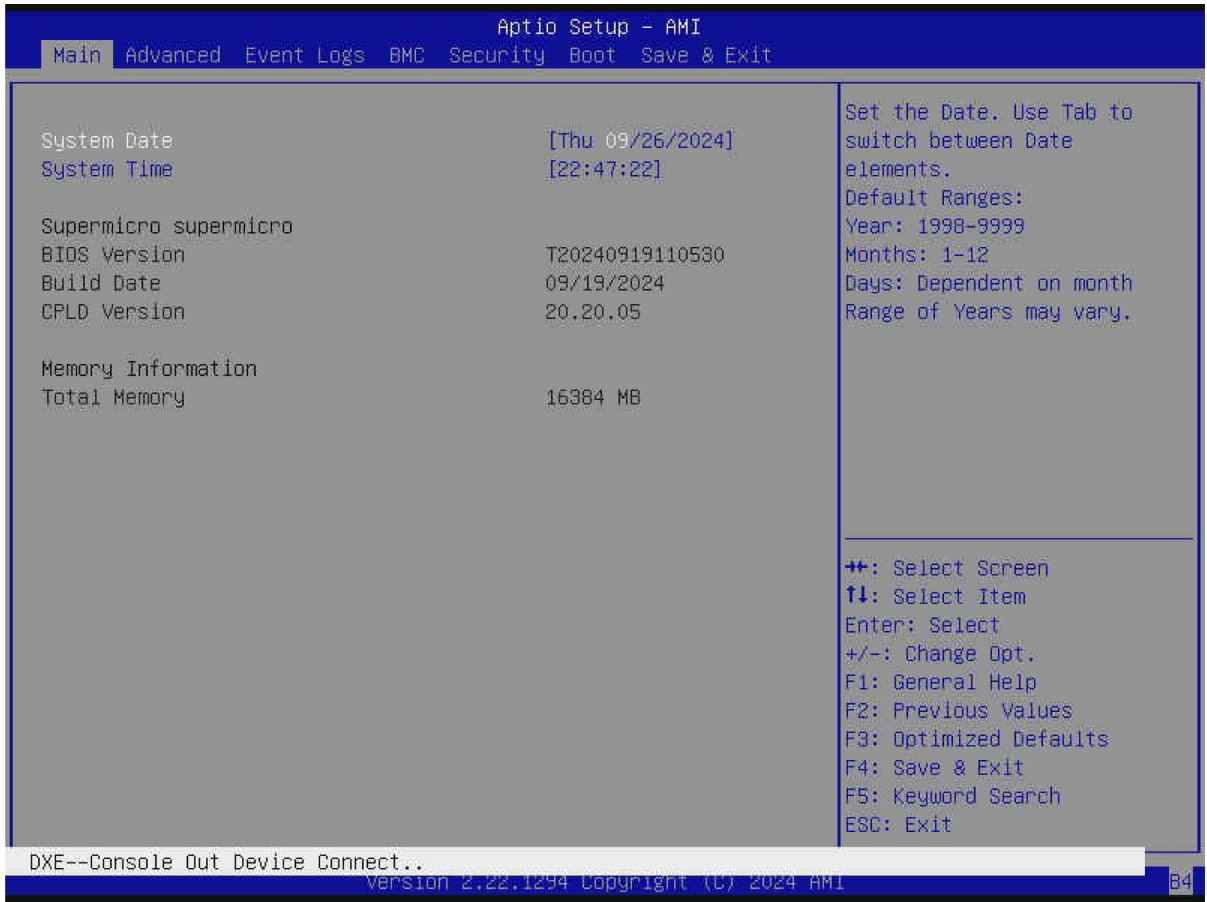 Aptio Setup - AMI
Main Advanced Event Logs BMC Security Boot Save & Exit
System Date [Thu 09/26/2024]
System Time [22:47:22]
Supermicro supermicro
BIOS Version T20240919110530
Build Date 09/19/2024
CPLD Version 20.20.05
Memory Information
Total Memory 16384 MB
Set the Date. Use Tab to
switch between Date
elements.
Default Ranges:
Year: 1998-9999
Months: 1-12
Days: Dependent on month
Range of Years may vary.
→←: Select Screen
↑↓: Select Item
Enter: Select
+/-: Change Opt.
F1: General Help
F2: Previous Values
F3: Optimized Defaults
F4: Save & Exit
F5: Keyword Search
ESC: Exit
DXE--Console Out Device Connect..
Version 2.22.1294 Copyright (C) 2024 AMI
B4